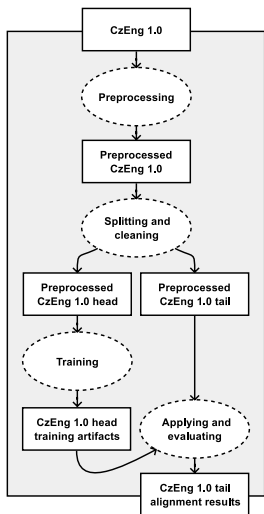 CzEng 1.0
Preprocessing
Preprocessed
CzEng 1.0
Splitting and
cleaning
Preprocessed
CzEng 1.0 head
Preprocessed
CzEng 1.0 tail
Training
CzEng 1.0 head
training artifacts
Applying and
evaluating
CzEng 1.0 tail
alignment results